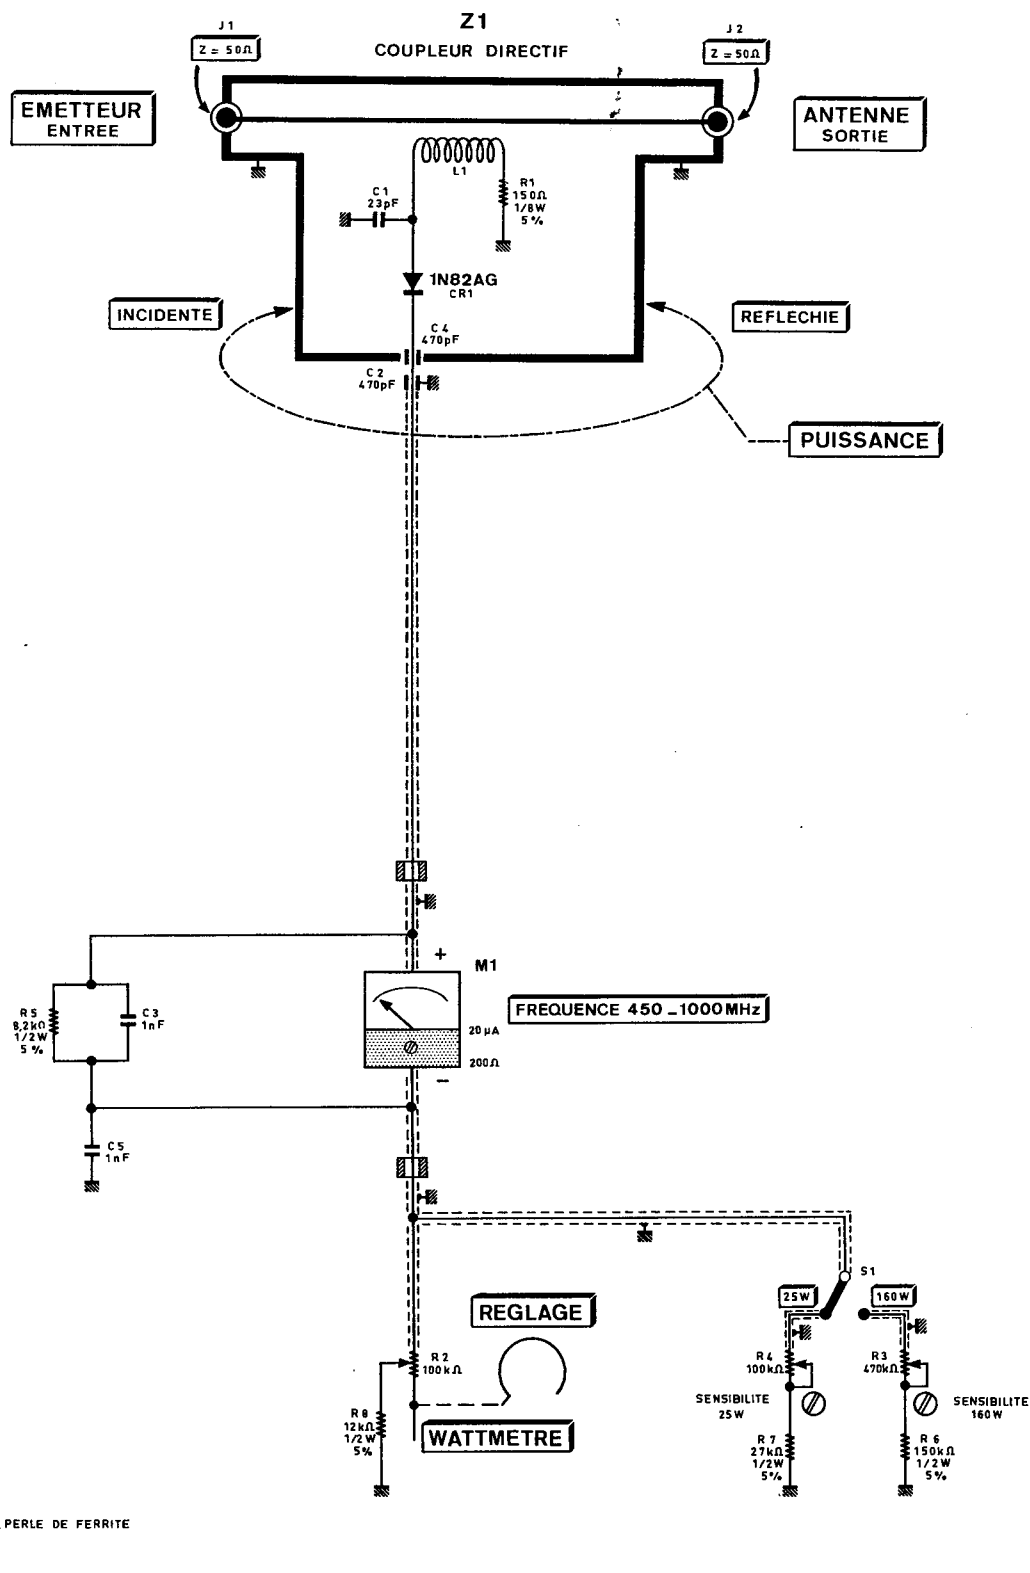 J1
Z = 50Ω
Z1
COUPLEUR DIRECTIF
J2
Z = 50Ω
EMETTEUR
ENTREE
ANTENNE
SORTIE
L1
C1
23pF
R1
150Ω
1/8W
5%
1N82AG
CR1
INCIDENTE
REFLECHIE
C4
470pF
C2
470pF
PUISSANCE
+
M1
FREQUENCE 450_1000MHz
20µA
200Ω
−
R5
8,2kΩ
1/2W
5%
C3
1nF
C5
1nF
S1
25W
160W
REGLAGE
R2
100kΩ
R4
100kΩ
R3
470kΩ
SENSIBILITE
25W
SENSIBILITE
160W
R8
12kΩ
1/2W
5%
WATTMETRE
R7
27kΩ
1/2W
5%
R6
150kΩ
1/2W
5%
PERLE DE FERRITE